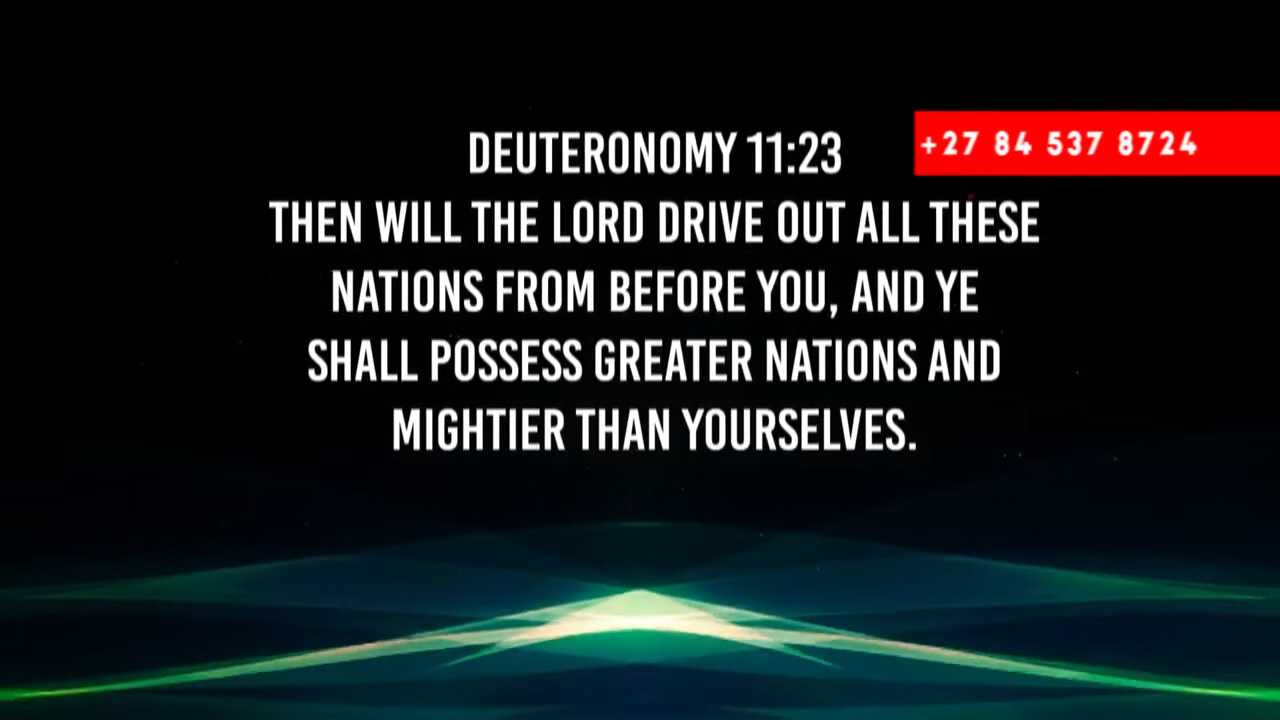 DEUTERONOMY 11:23
+27 84 537 8724
THEN WILL THE LORD DRIVE OUT ALL THESE
NATIONS FROM BEFORE YOU, AND YE
SHALL POSSESS GREATER NATIONS AND
MIGHTIER THAN YOURSELVES.